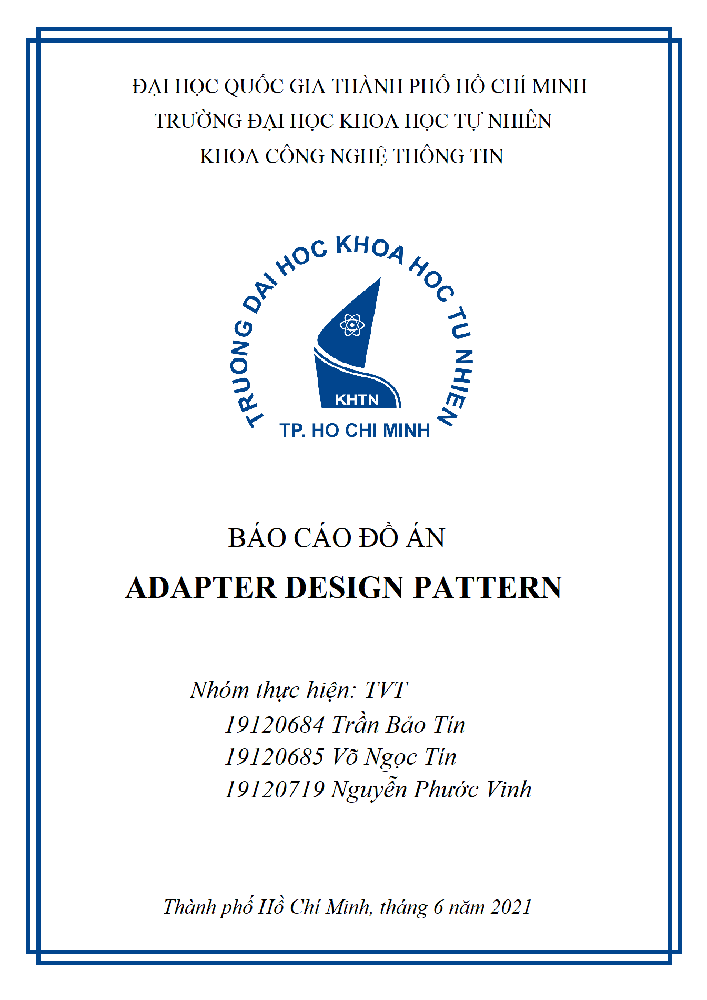 ĐẠI HỌC QUỐC GIA THÀNH PHỐ HỒ CHÍ MINH
TRƯỜNG ĐẠI HỌC KHOA HỌC TỰ NHIÊN
KHOA CÔNG NGHỆ THÔNG TIN
TRUONG DAI HOC KHOA HOC TU NHIEN
KHTN
TP. HO CHI MINH
BÁO CÁO ĐỒ ÁN
ADAPTER DESIGN PATTERN
Nhóm thực hiện: TVT
19120684 Trần Bảo Tín
19120685 Võ Ngọc Tín
19120719 Nguyễn Phước Vinh
Thành phố Hồ Chí Minh, tháng 6 năm 2021